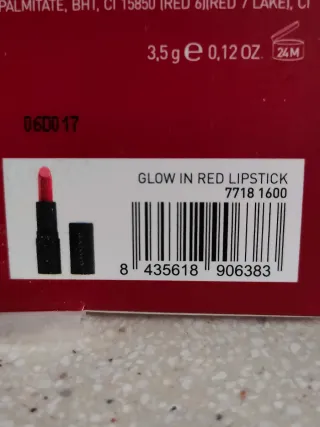 PALMITATE, BHT, CI 15850 (RED 6)(RED 7 LAKE), CI
3,5 g e 0,12 OZ. 24M
06D017
GLOW IN RED LIPSTICK
7718 1600
8 435618 906383